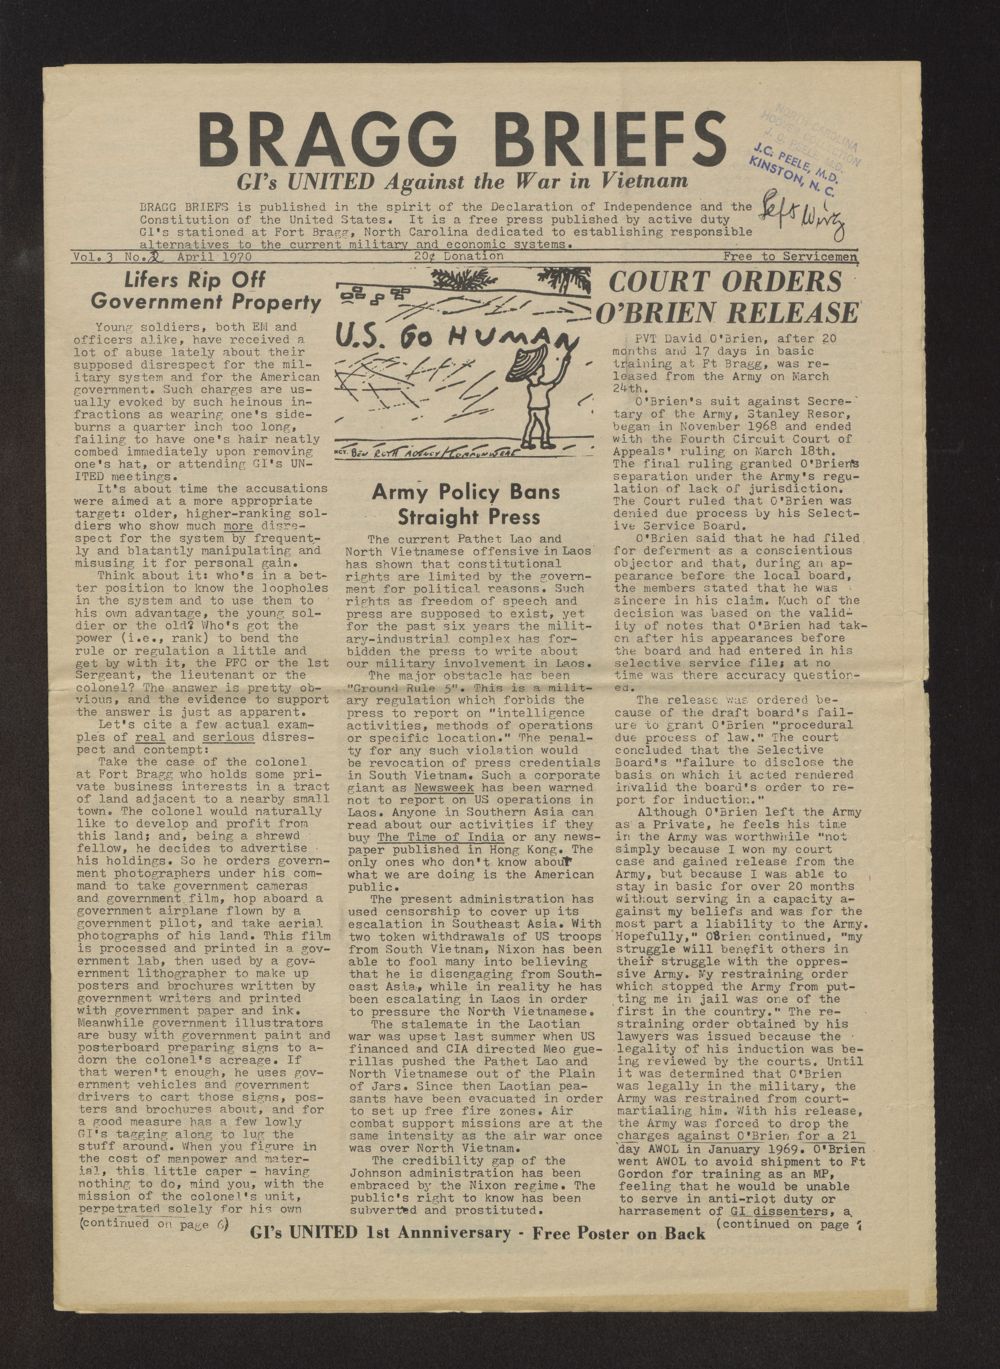 BRAGG BRIEFS
GI's UNITED Against the War in Vietnam
J.C. PEELE, M.D.
KINSTON, N. C.
Left Wing
BRAGG BRIEFS is published in the spirit of the Declaration of Independence and the
Constitution of the United States. It is a free press published by active duty
GI's stationed at Fort Bragg, North Carolina dedicated to establishing responsible
alternatives to the current military and economic systems.
Vol. 3 No. 2 April 1970 20¢ Donation Free to Servicemen
Lifers Rip Off
Government Property
Young soldiers, both EM and
officers alike, have received a
lot of abuse lately about their
supposed disrespect for the mil-
itary system and for the American
government. Such charges are us-
ually evoked by such heinous in-
fractions as wearing one's side-
burns a quarter inch too long,
failing to have one's hair neatly
combed immediately upon removing
one's hat, or attending GI's UN-
ITED meetings.
It's about time the accusations
were aimed at a more appropriate
target: older, higher-ranking sol-
diers who show much more disre-
spect for the system by frequent-
ly and blatantly manipulating and
misusing it for personal gain.
Think about it: who's in a bet-
ter position to know the loopholes
in the system and to use them to
his own advantage, the young sol-
dier or the old? Who's got the
power (i.e., rank) to bend the
rule or regulation a little and
get by with it, the PFC or the 1st
Sergeant, the lieutenant or the
colonel? The answer is pretty ob-
vious, and the evidence to support
the answer is just as apparent.
Let's cite a few actual exam-
ples of real and serious disres-
pect and contempt:
Take the case of the colonel
at Fort Bragg who holds some pri-
vate business interests in a tract
of land adjacent to a nearby small
town. The colonel would naturally
like to develop and profit from
this land; and, being a shrewd
fellow, he decides to advertise
his holdings. So he orders govern-
ment photographers under his com-
mand to take government cameras
and government film, hop aboard a
government airplane flown by a
government pilot, and take aerial
photographs of his land. This film
is processed and printed in a gov-
ernment lab, then used by a gov-
ernment lithographer to make up
posters and brochures written by
government writers and printed
with government paper and ink.
Meanwhile government illustrators
are busy with government paint and
posterboard preparing signs to a-
dorn the colonel's acreage. If
that weren't enough, he uses gov-
ernment vehicles and government
drivers to cart those signs, pos-
ters and brochures about, and for
a good measure has a few lowly
GI's tagging along to lug the
stuff around. When you figure in
the cost of manpower and mater-
ial, this little caper - having
nothing to do, mind you, with the
mission of the colonel's unit,
perpetrated solely for his own
(continued on page 6)
U.S. GO HUMAN
Army Policy Bans
Straight Press
The current Pathet Lao and
North Vietnamese offensive in Laos
has shown that constitutional
rights are limited by the govern-
ment for political reasons. Such
rights as freedom of speech and
press are supposed to exist, yet
for the past six years the milit-
ary-industrial complex has for-
bidden the press to write about
our military involvement in Laos.
The major obstacle has been
"Ground Rule 5". This is a milit-
ary regulation which forbids the
press to report on "intelligence
activities, methods of operations
or specific location." The penal-
ty for any such violation would
be revocation of press credentials
in South Vietnam. Such a corporate
giant as Newsweek has been warned
not to report on US operations in
Laos. Anyone in Southern Asia can
read about our activities if they
buy The Time of India or any news-
paper published in Hong Kong. The
only ones who don't know about
what we are doing is the American
public.
The present administration has
used censorship to cover up its
escalation in Southeast Asia. With
two token withdrawals of US troops
from South Vietnam, Nixon has been
able to fool many into believing
that he is disengaging from South-
east Asia, while in reality he has
been escalating in Laos in order
to pressure the North Vietnamese.
The stalemate in the Laotian
war was upset last summer when US
financed and CIA directed Meo gue-
rillas pushed the Pathet Lao and
North Vietnamese out of the Plain
of Jars. Since then Laotian pea-
sants have been evacuated in order
to set up free fire zones. Air
combat support missions are at the
same intensity as the air war once
was over North Vietnam.
The credibility gap of the
Johnson administration has been
embraced by the Nixon regime. The
public's right to know has been
subverted and prostituted.
COURT ORDERS
O'BRIEN RELEASE
PVT David O'Brien, after 20
months and 17 days in basic
training at Ft Bragg, was re-
leased from the Army on March
24th.
O'Brien's suit against Secre-
tary of the Army, Stanley Resor,
began in November 1968 and ended
with the Fourth Circuit Court of
Appeals' ruling on March 18th.
The final ruling granted O'Brien's
separation under the Army's regu-
lation of lack of jurisdiction.
The Court ruled that O'Brien was
denied due process by his Select-
ive Service Board.
O'Brien said that he had filed
for deferment as a conscientious
objector and that, during an ap-
pearance before the local board,
the members stated that he was
sincere in his claim. Much of the
decision was based on the valid-
ity of notes that O'Brien had tak-
en after his appearances before
the board and had entered in his
selective service file; at no
time was there accuracy question-
ed.
The release was ordered be-
cause of the draft board's fail-
ure to grant O'Brien "procedural
due process of law." The court
concluded that the Selective
Board's "failure to disclose the
basis on which it acted rendered
invalid the board's order to re-
port for induction."
Although O'Brien left the Army
as a Private, he feels his time
in the Army was worthwhile "not
simply because I won my court
case and gained release from the
Army, but because I was able to
stay in basic for over 20 months
without serving in a capacity a-
gainst my beliefs and was for the
most part a liability to the Army.
Hopefully," O'Brien continued, "my
struggle will benefit others in
their struggle with the oppres-
sive Army. My restraining order
which stopped the Army from put-
ting me in jail was one of the
first in the country." The re-
straining order obtained by his
lawyers was issued because the
legality of his induction was be-
ing reviewed by the courts. Until
it was determined that O'Brien
was legally in the military, the
Army was restrained from court-
martialing him. With his release,
the Army was forced to drop the
charges against O'Brien for a 21
day AWOL in January 1969. O'Brien
went AWOL to avoid shipment to Ft
Gordon for training as an MP,
feeling that he would be unable
to serve in anti-riot duty or
harrasement of GI dissenters, a
(continued on page
GI's UNITED 1st Annniversary - Free Poster on Back